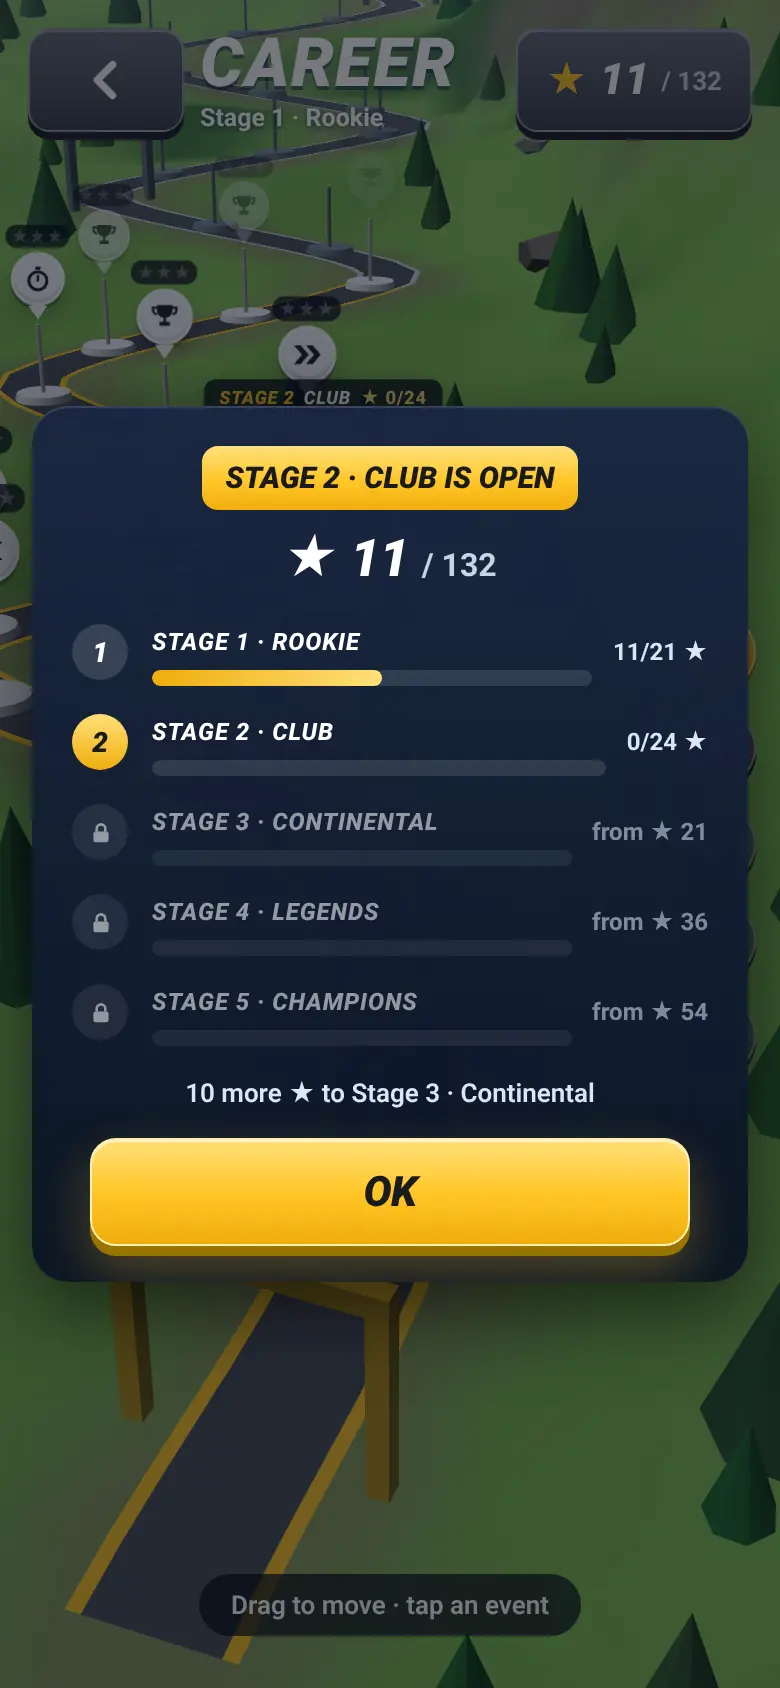 CAREER
Stage 1 · Rookie
★ 11 / 132
STAGE 2 CLUB ★ 0/24
STAGE 2 · CLUB IS OPEN
★ 11 / 132
1 STAGE 1 · ROOKIE 11/21 ★
2 STAGE 2 · CLUB 0/24 ★
STAGE 3 · CONTINENTAL from ★ 21
STAGE 4 · LEGENDS from ★ 36
STAGE 5 · CHAMPIONS from ★ 54
10 more ★ to Stage 3 · Continental
OK
Drag to move · tap an event